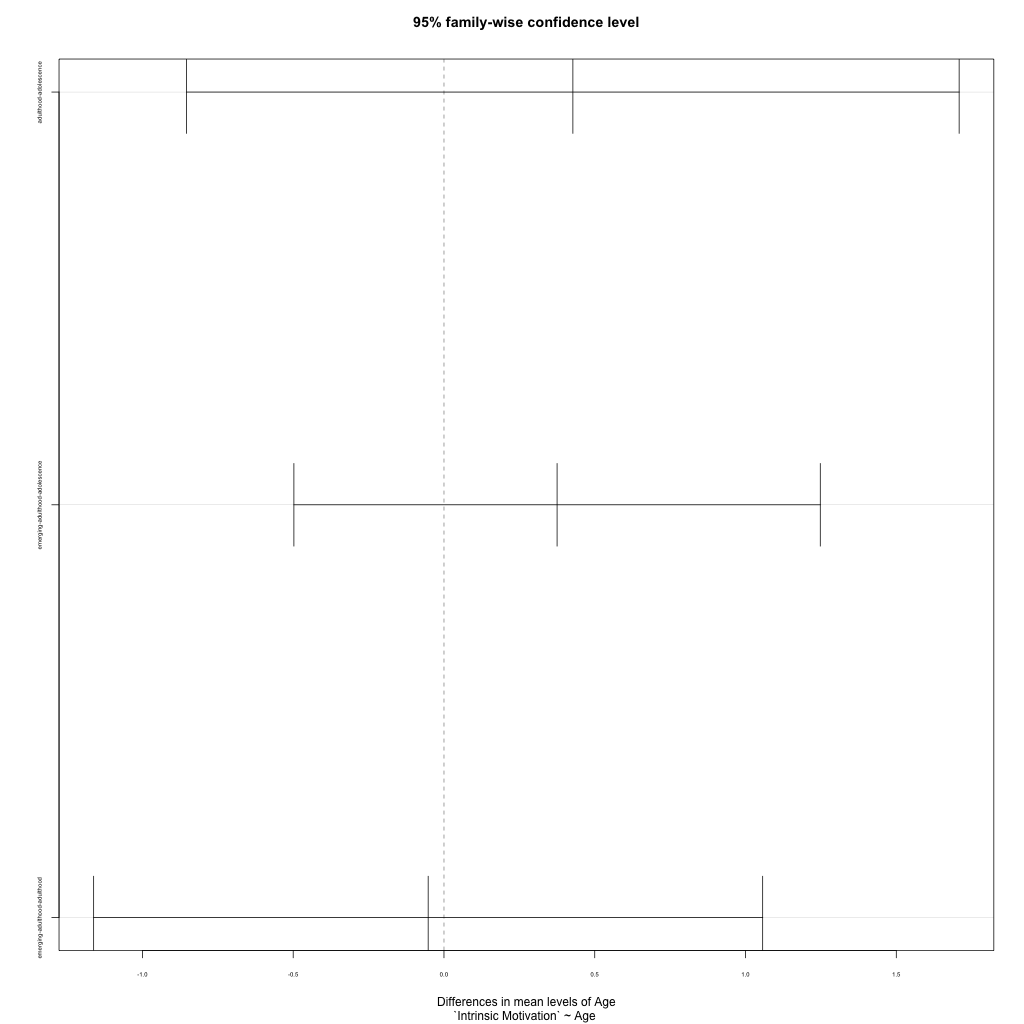 95% family-wise confidence level
adulthood-adolescence
emerging-adulthood-adolescence
emerging-adulthood-adulthood
-1.0 -0.5 0.0 0.5 1.0 1.5
Differences in mean levels of Age
`Intrinsic Motivation` ~ Age